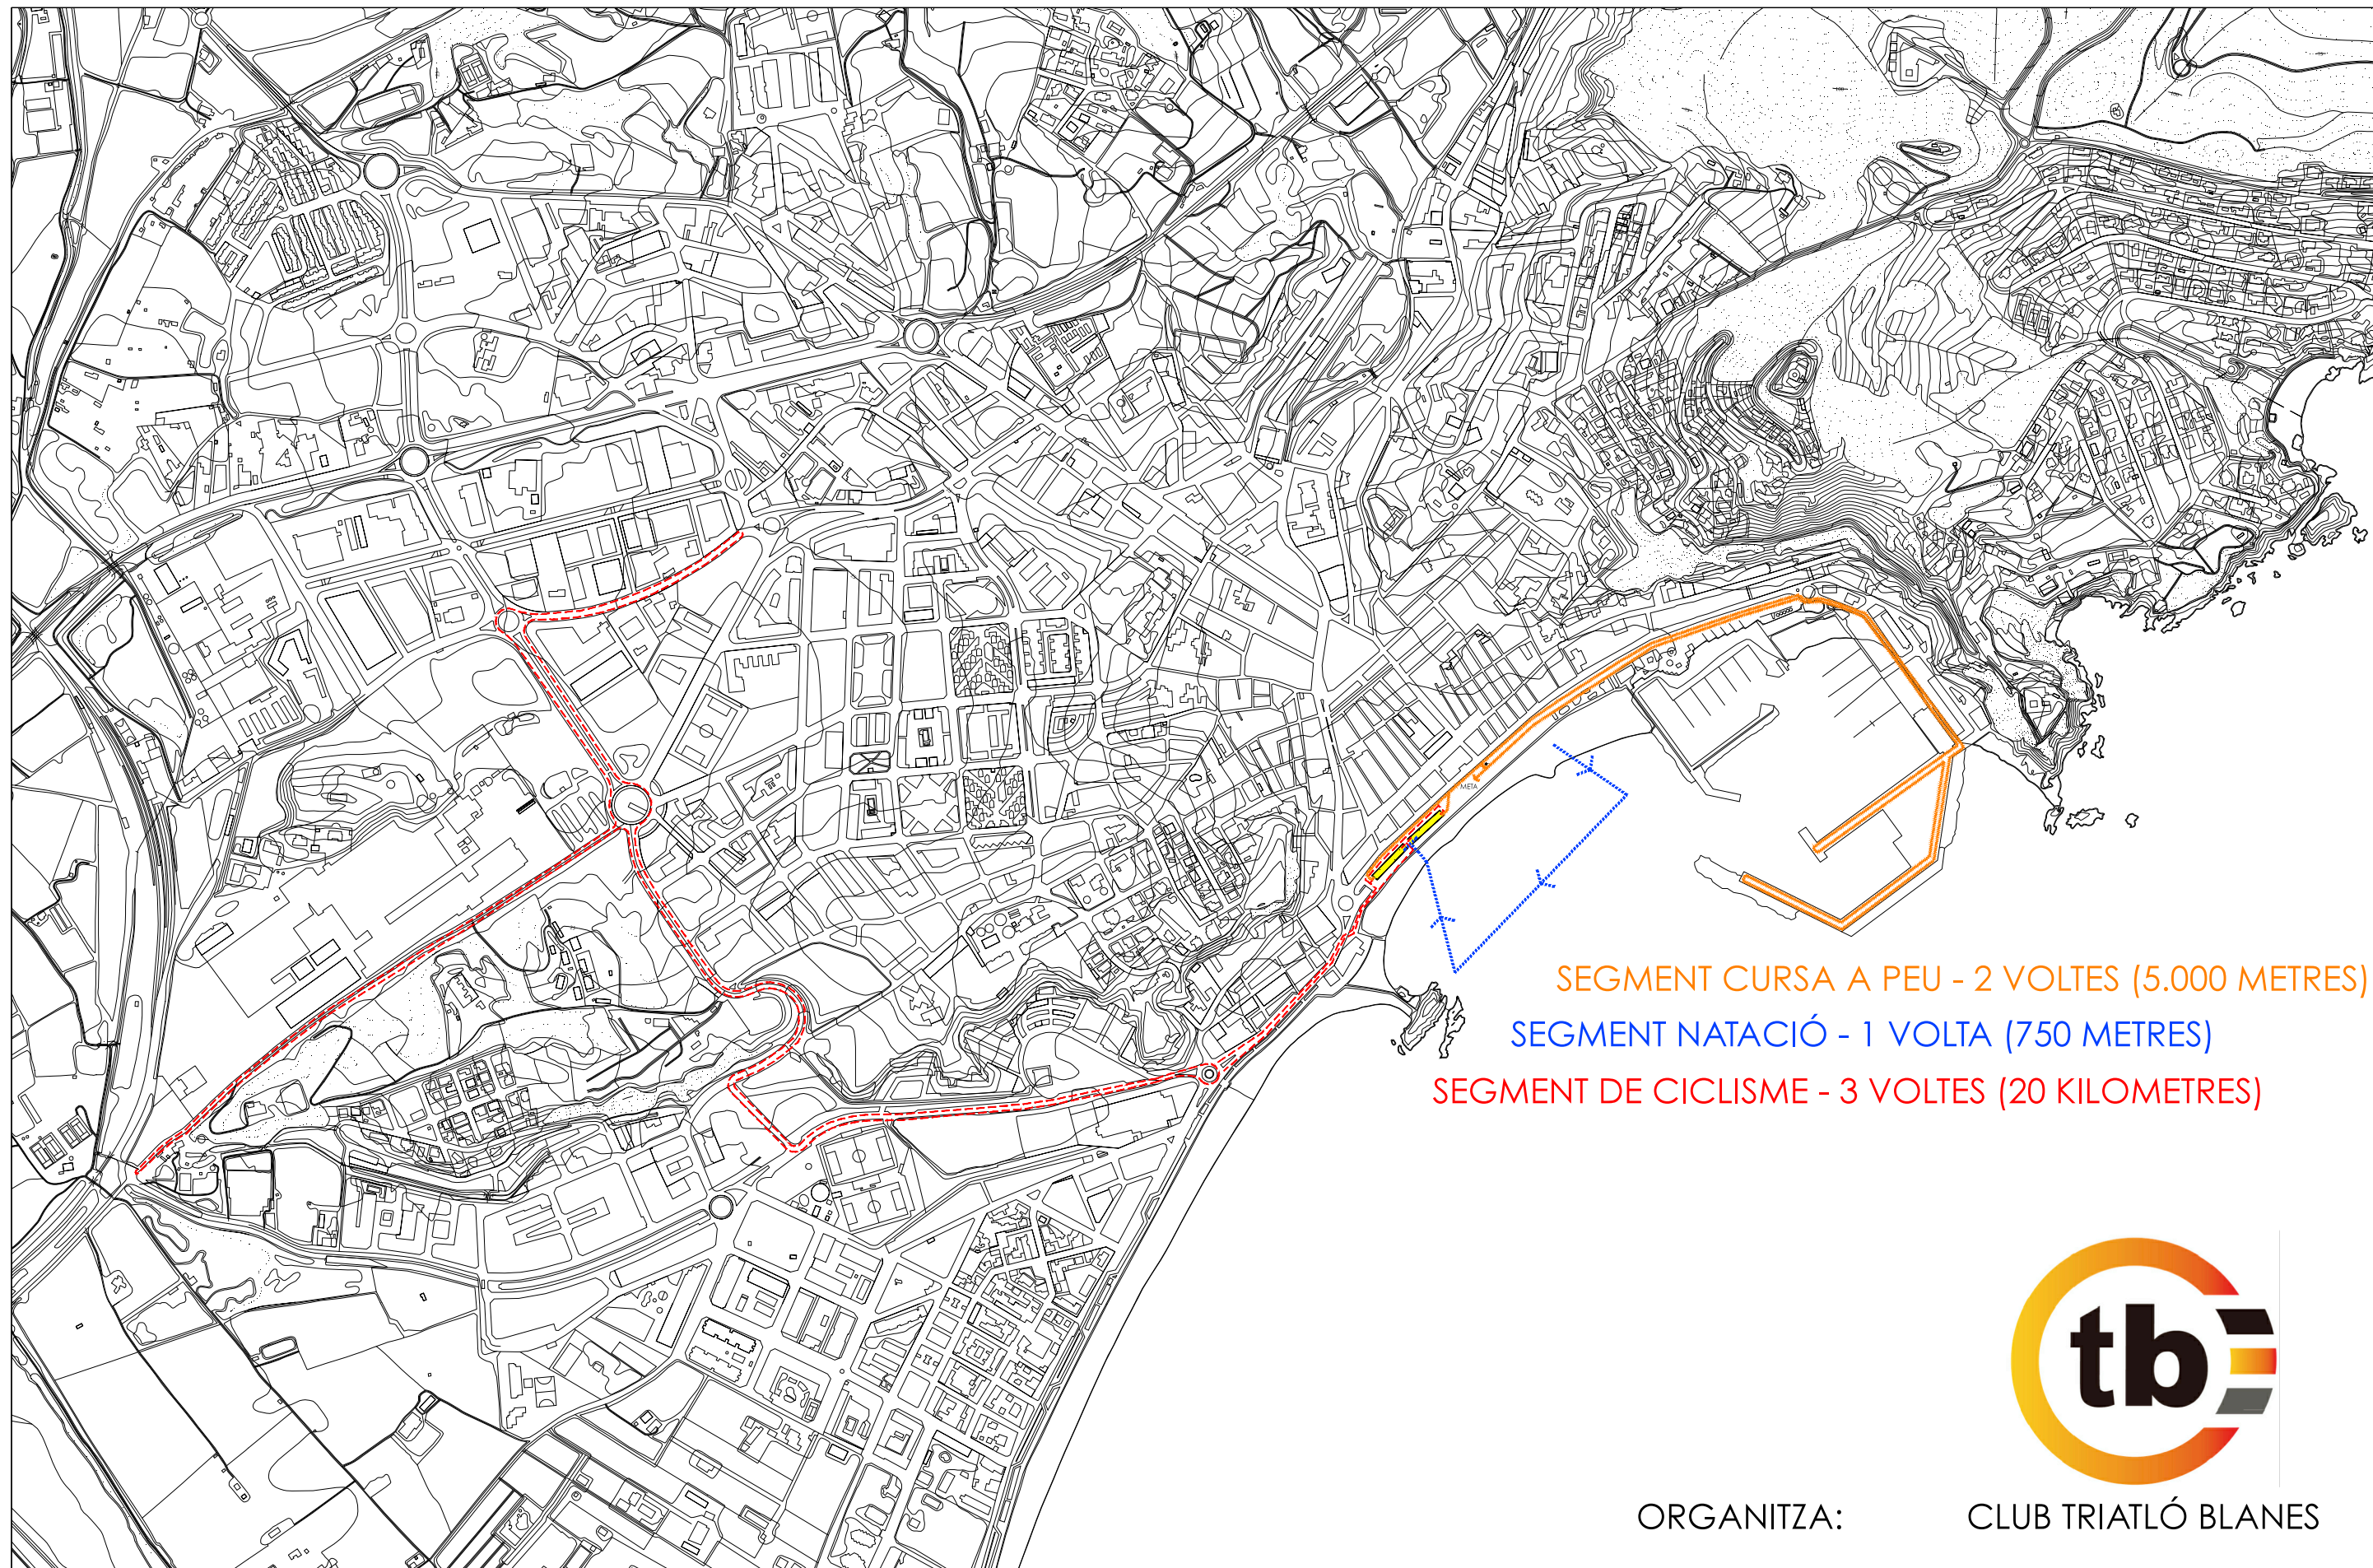 META
SEGMENT CURSA A PEU - 2 VOLTES (5.000 METRES)
SEGMENT NATACIÓ - 1 VOLTA (750 METRES)
SEGMENT DE CICLISME - 3 VOLTES (20 KILOMETRES)
tb
ORGANITZA: CLUB TRIATLÓ BLANES